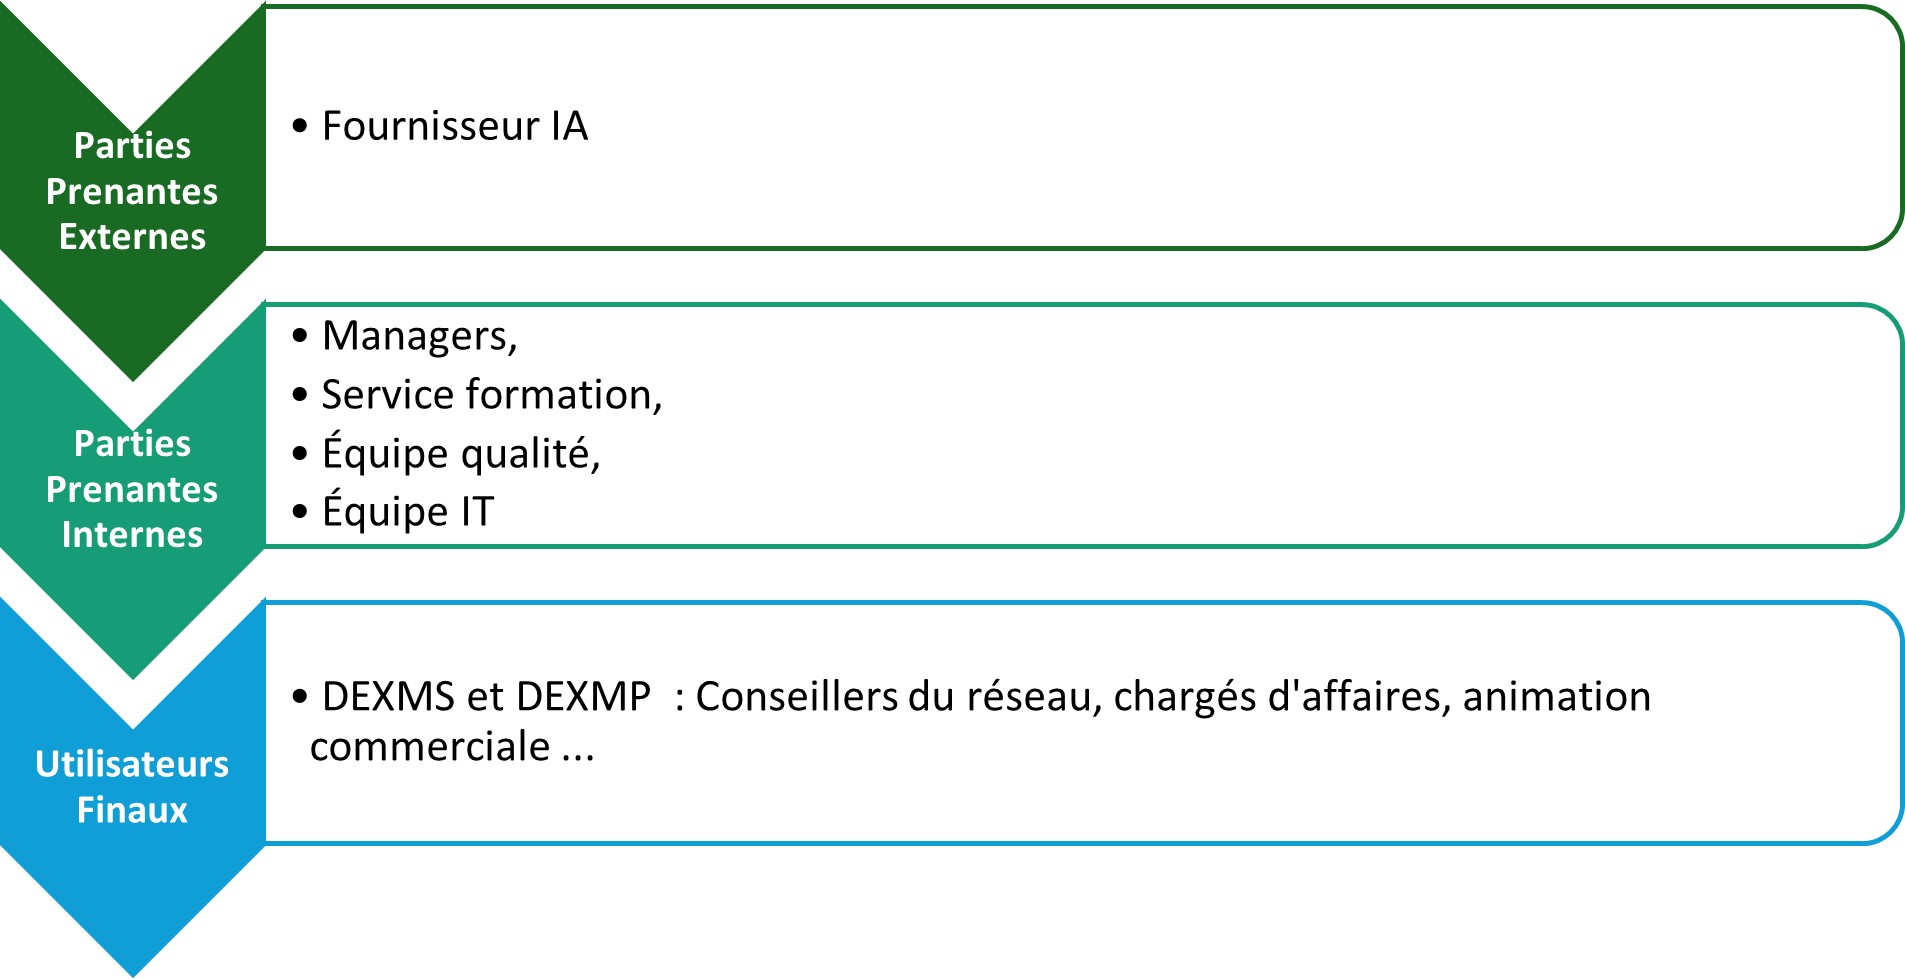 Parties
Prenantes
Externes
• Fournisseur IA
Parties
Prenantes
Internes
• Managers,
• Service formation,
• Équipe qualité,
• Équipe IT
Utilisateurs
Finaux
• DEXMS et DEXMP  : Conseillers du réseau, chargés d'affaires, animation
commerciale ...